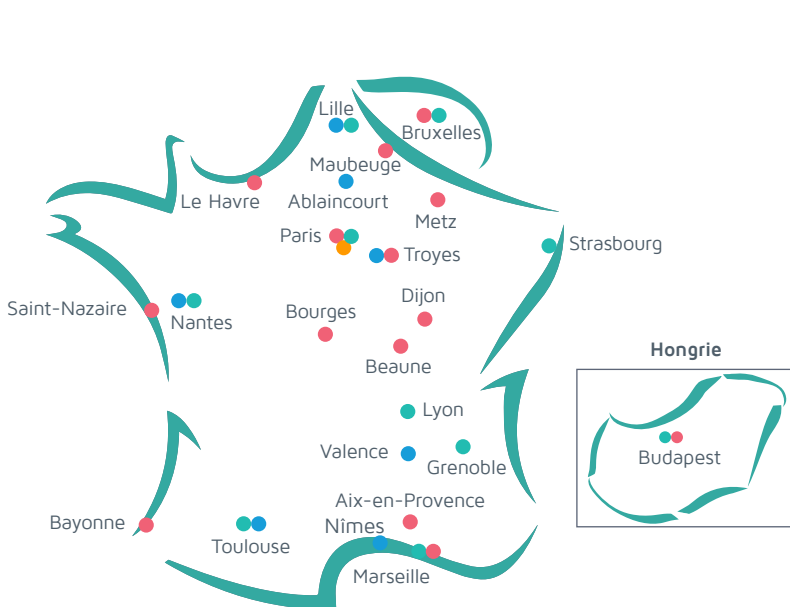 Lille
Bruxelles
Maubeuge
Le Havre
Ablaincourt
Metz
Paris
Strasbourg
Troyes
Dijon
Saint-Nazaire
Bourges
Nantes
Hongrie
Beaune
Lyon
Valence
Budapest
Grenoble
Aix-en-Provence
Bayonne
Nîmes
Toulouse
Marseille